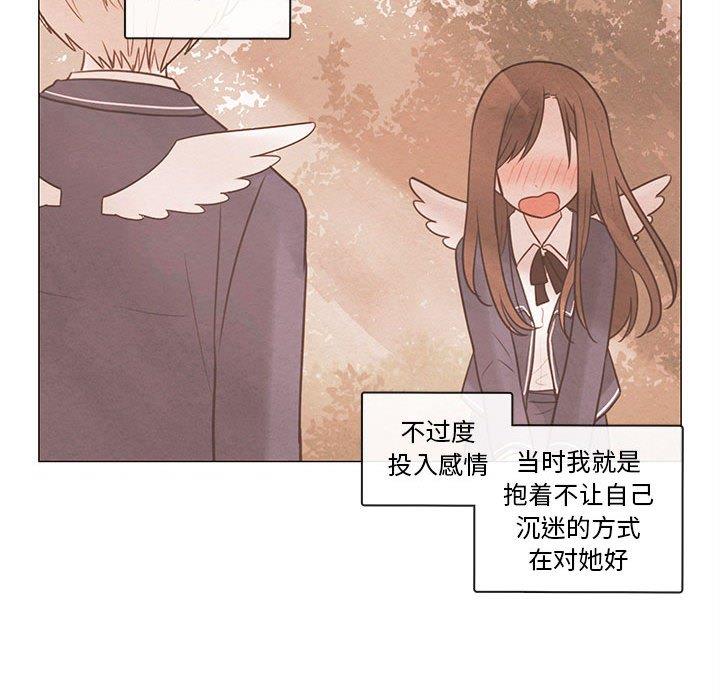 不过度
投入感情
当时我就是
抱着不让自己
沉迷的方式
在对她好